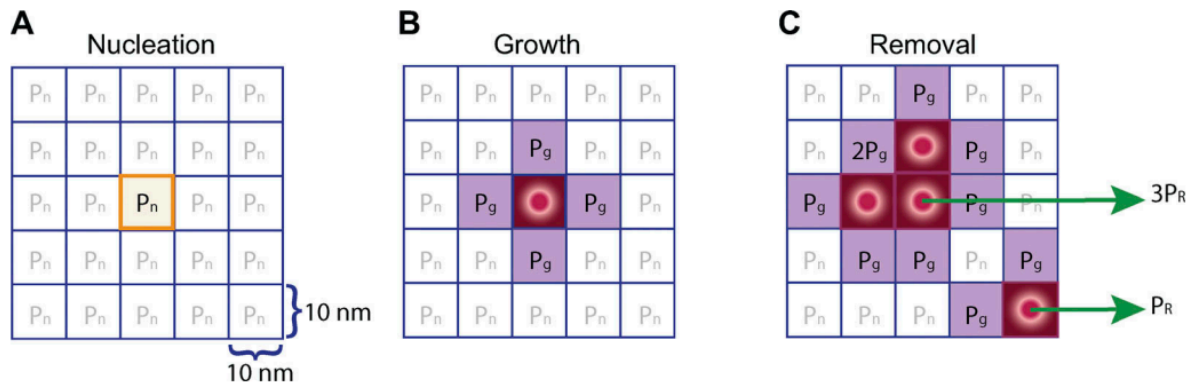 A
Nucleation
Pn Pn Pn Pn Pn
Pn Pn Pn Pn Pn
Pn Pn Pn Pn Pn
Pn Pn Pn Pn Pn
Pn Pn Pn Pn Pn
10 nm
10 nm
B
Growth
Pn Pn Pn Pn Pn
Pn Pn Pg Pn Pn
Pn Pg Pg Pn
Pn Pn Pg Pn Pn
Pn Pn Pn Pn Pn
C
Removal
Pn Pn Pg Pn Pn
Pn 2Pg Pg Pn
Pg Pg Pn 3PR
Pn Pg Pg Pn Pg
Pn Pn Pn Pg PR